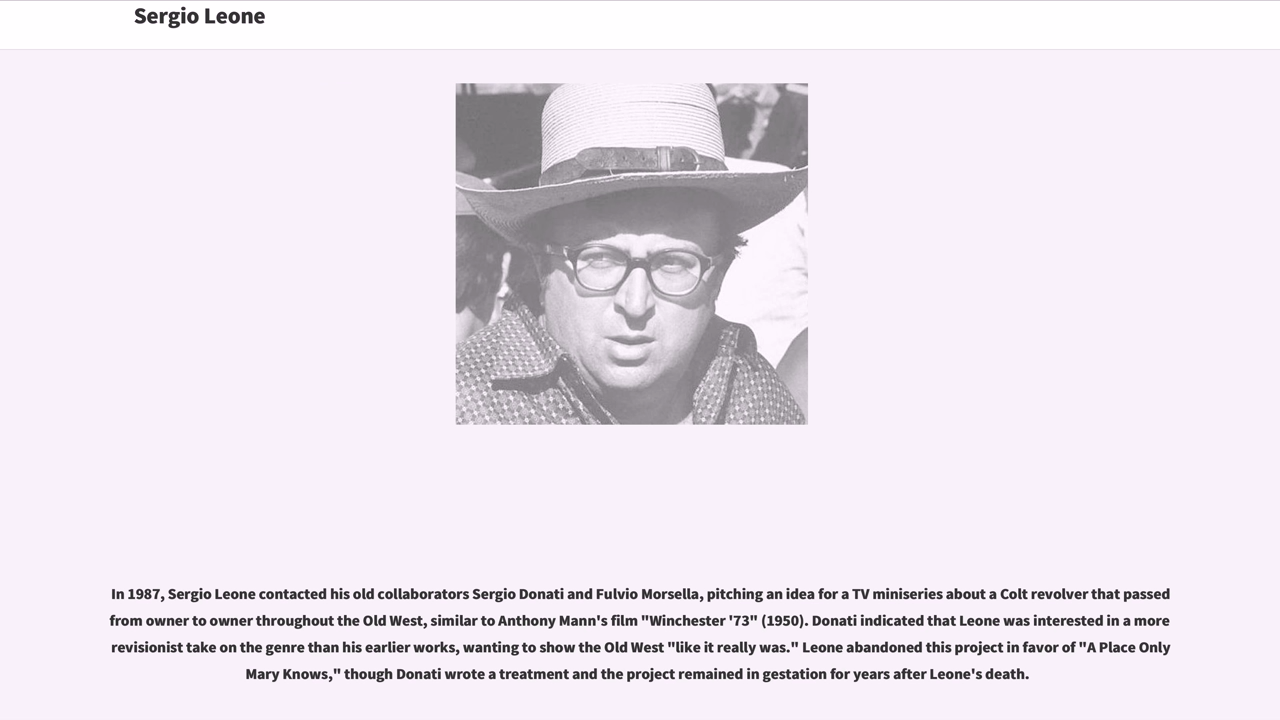 Sergio Leone
In 1987, Sergio Leone contacted his old collaborators Sergio Donati and Fulvio Morsella, pitching an idea for a TV miniseries about a Colt revolver that passed
from owner to owner throughout the Old West, similar to Anthony Mann's film "Winchester '73" (1950). Donati indicated that Leone was interested in a more
revisionist take on the genre than his earlier works, wanting to show the Old West "like it really was." Leone abandoned this project in favor of "A Place Only
Mary Knows," though Donati wrote a treatment and the project remained in gestation for years after Leone's death.